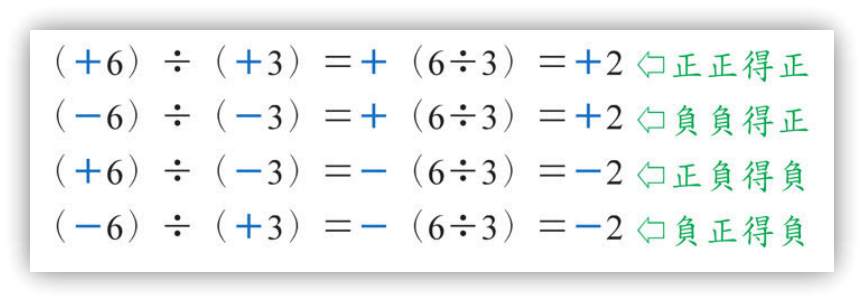 (+6) ÷ (+3) =+ (6÷3) =+2 ⇦正正得正
(−6) ÷ (−3) =+ (6÷3) =+2 ⇦負負得正
(+6) ÷ (−3) =− (6÷3) =−2 ⇦正負得負
(−6) ÷ (+3) =− (6÷3) =−2 ⇦負正得負